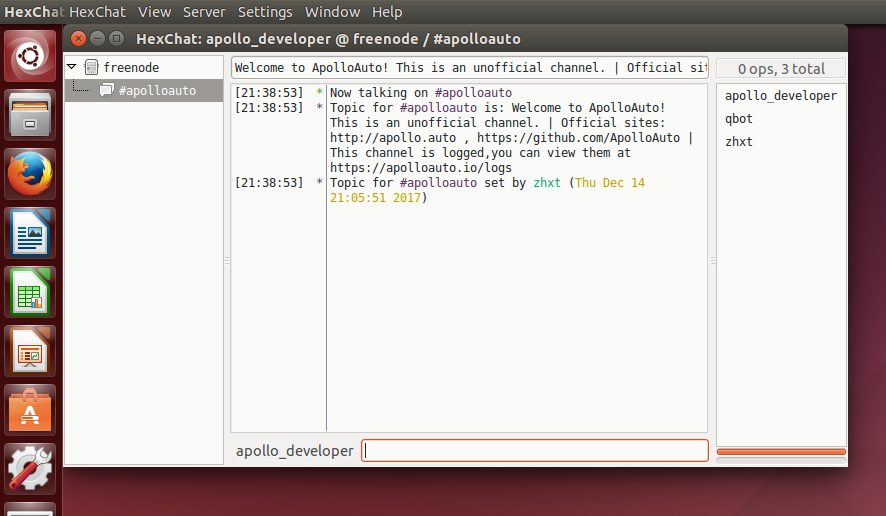 HexChat HexChat View Server Settings Window Help
HexChat: apollo_developer @ freenode / #apolloauto
freenode
#apolloauto
Welcome to ApolloAuto! This is an unofficial channel. | Official sit
[21:38:53] * Now talking on #apolloauto
[21:38:53] * Topic for #apolloauto is: Welcome to ApolloAuto!
This is an unofficial channel. | Official sites:
http://apollo.auto , https://github.com/ApolloAuto |
This channel is logged,you can view them at
https://apolloauto.io/logs
[21:38:53] * Topic for #apolloauto set by zhxt (Thu Dec 14
21:05:51 2017)
apollo_developer
0 ops, 3 total
apollo_developer
qbot
zhxt